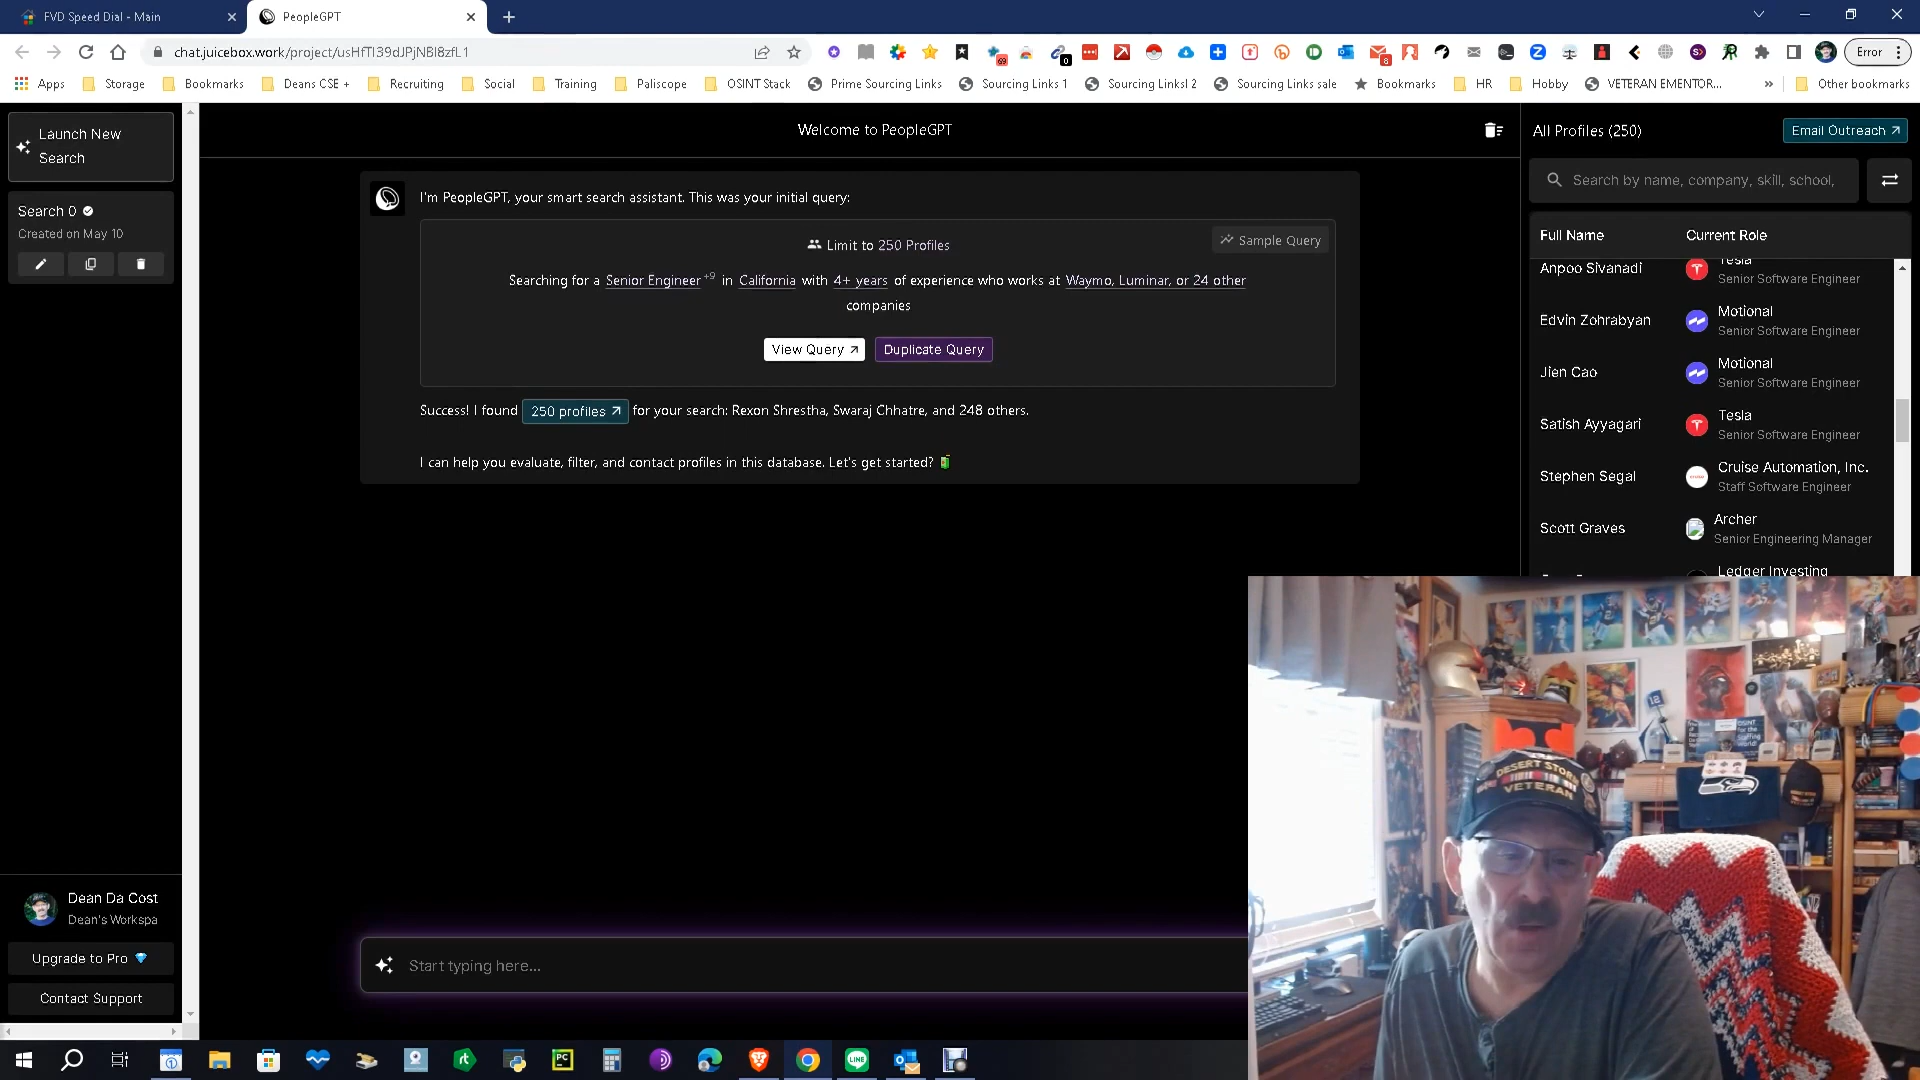 FVD Speed Dial - Main
PeopleGPT
chat.juicebox.work/project/usHfTl39dJPjNBl8zfL1
Error
Apps
Storage
Bookmarks
Deans CSE +
Recruiting
Social
Training
Paliscope
OSINT Stack
Prime Sourcing Links
Sourcing Links 1
Sourcing Linksl 2
Sourcing Links sale
Bookmarks
HR
Hobby
VETERAN EMENTOR...
»
Other bookmarks
Launch New
Search
Search 0
Created on May 10
Welcome to PeopleGPT
I'm PeopleGPT, your smart search assistant. This was your initial query:
Limit to 250 Profiles
Sample Query
Searching for a Senior Engineer +9 in California with 4+ years of experience who works at Waymo, Luminar, or 24 other
companies
View Query
Duplicate Query
Success! I found 250 profiles for your search: Rexon Shrestha, Swaraj Chhatre, and 248 others.
I can help you evaluate, filter, and contact profiles in this database. Let's get started?
Start typing here...
All Profiles (250)
Email Outreach
Search by name, company, skill, school,
Full Name
Current Role
Anpoo Sivanadi
Tesla
Senior Software Engineer
Edvin Zohrabyan
Motional
Senior Software Engineer
Jien Cao
Motional
Senior Software Engineer
Satish Ayyagari
Tesla
Senior Software Engineer
Stephen Segal
Cruise Automation, Inc.
Staff Software Engineer
Scott Graves
Archer
Senior Engineering Manager
Ledger Investing
Dean Da Cost
Dean's Workspa
Upgrade to Pro
Contact Support
DESERT STORM
VETERAN
12